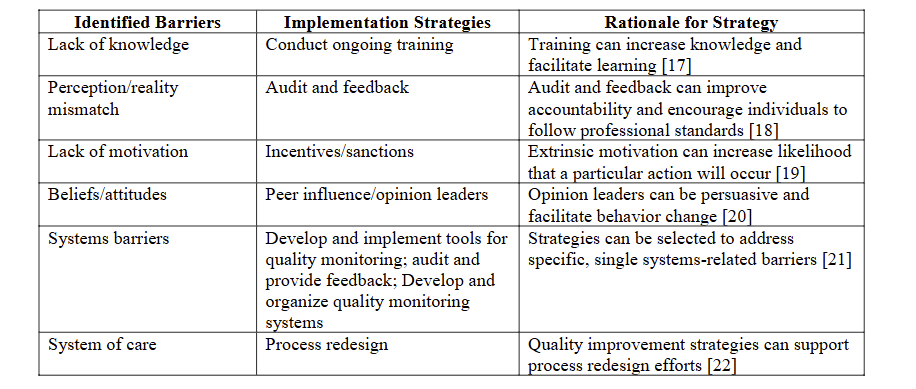 Identified Barriers Implementation Strategies Rationale for Strategy
Lack of knowledge Conduct ongoing training Training can increase knowledge and
facilitate learning [17]
Perception/reality Audit and feedback Audit and feedback can improve
mismatch accountability and encourage individuals to
follow professional standards [18]
Lack of motivation Incentives/sanctions Extrinsic motivation can increase likelihood
that a particular action will occur [19]
Beliefs/attitudes Peer influence/opinion leaders Opinion leaders can be persuasive and
facilitate behavior change [20]
Systems barriers Develop and implement tools for Strategies can be selected to address
quality monitoring; audit and specific, single systems-related barriers [21]
provide feedback; Develop and
organize quality monitoring
systems
System of care Process redesign Quality improvement strategies can support
process redesign efforts [22]